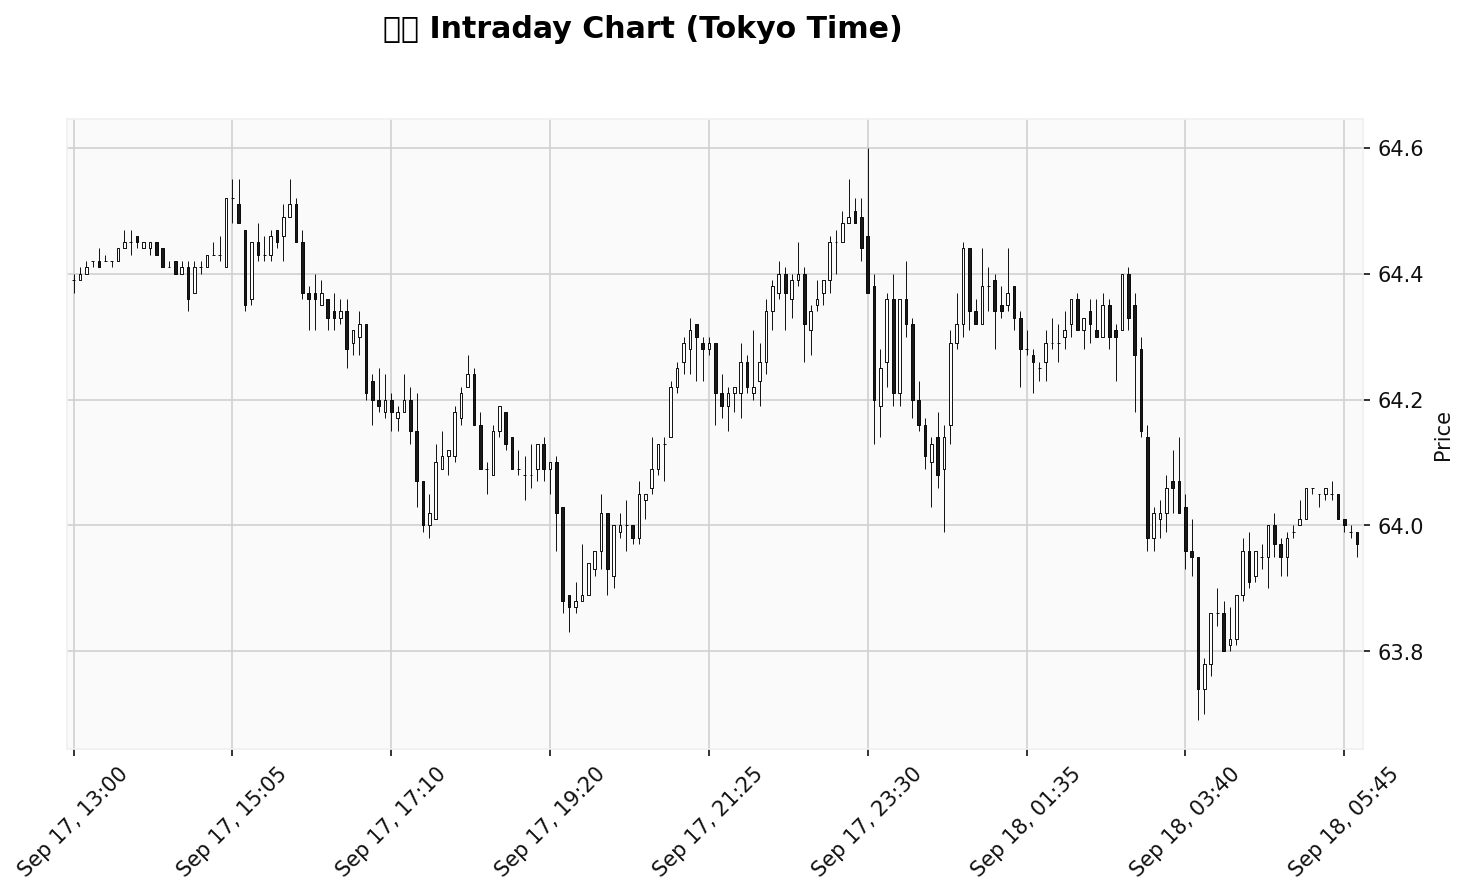 Intraday Chart (Tokyo Time)
64.6
64.4
64.2
64.0
63.8
Price
Sep 17, 13:00
Sep 17, 15:05
Sep 17, 17:10
Sep 17, 19:20
Sep 17, 21:25
Sep 17, 23:30
Sep 18, 01:35
Sep 18, 03:40
Sep 18, 05:45